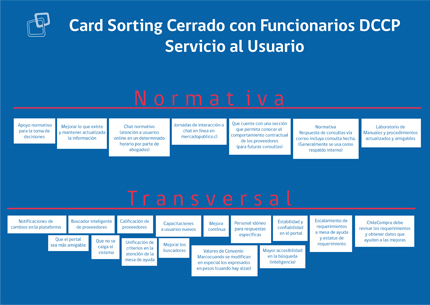 Card Sorting Cerrado con Funcionarios DCCP
Servicio al Usuario
Normativa
Apoyo normativo
para la toma de
decisiones
Mejorar lo que existe
y mantener actualizada
la información
Chat normativo
(atención a usuarios
online en un determinado
horario por parte de
abogados)
Jornadas de interacción o
chat en línea en
mercadopublico.cl
Que cuente con una sección
que permita conocer el
comportamiento contractual
de los proveedores
(para futuras consultas)
Normativa
Respuesta de consultas vía
correo incluya consulta hecha
(Generalmente se usa como
respaldo interno)
Laboratorio de
Manuales y procedimientos
actualizados y amigables
Transversal
Notificaciones de
cambios en la plataforma
Buscador inteligente
de proveedores
Calificación de
proveedores
Capacitaciones
a usuarios nuevos
Mejora
continua
Personal idóneo
para respuestas
específicas
Estabilidad y
confiabilidad
en el portal
Encatamiento de
requerimientos
a mesa de ayuda
y estatus de
requerimiento
ChileCompra debe
normar los requerimientos
y obtener datos que
ayuden a las mejoras
Que el portal
sea más amigable
Que no se
caiga el
sistema
Unificación de
criterios en la
atención de la
mesa de ayuda
Mejorar los
buscadores
Valores de Convenio
Marco:cuando se modifican
en especial los expresados
en pesos (cuando hay alzas)
Mayor accesibilidad
en la búsqueda
(inteligencia)